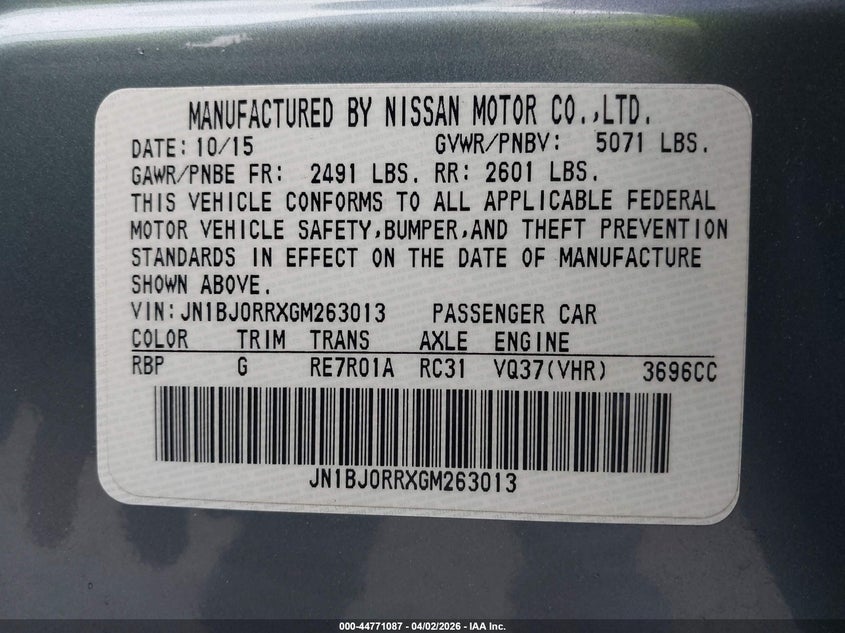 MANUFACTURED BY NISSAN MOTOR CO.,LTD.
DATE: 10/15 GVWR/PNBV: 5071 LBS.
GAWR/PNBE FR: 2491 LBS. RR: 2601 LBS.
THIS VEHICLE CONFORMS TO ALL APPLICABLE FEDERAL
MOTOR VEHICLE SAFETY,BUMPER,AND THEFT PREVENTION
STANDARDS IN EFFECT ON THE DATE OF MANUFACTURE
SHOWN ABOVE.
VIN:JN1BJ0RRXGM263013 PASSENGER CAR
COLOR TRIM TRANS AXLE ENGINE
RBP G RE7R01A RC31 VQ37(VHR) 3696CC
JN1BJ0RRXGM263013
000-44771087 - 04/02/2026 - IAA Inc.